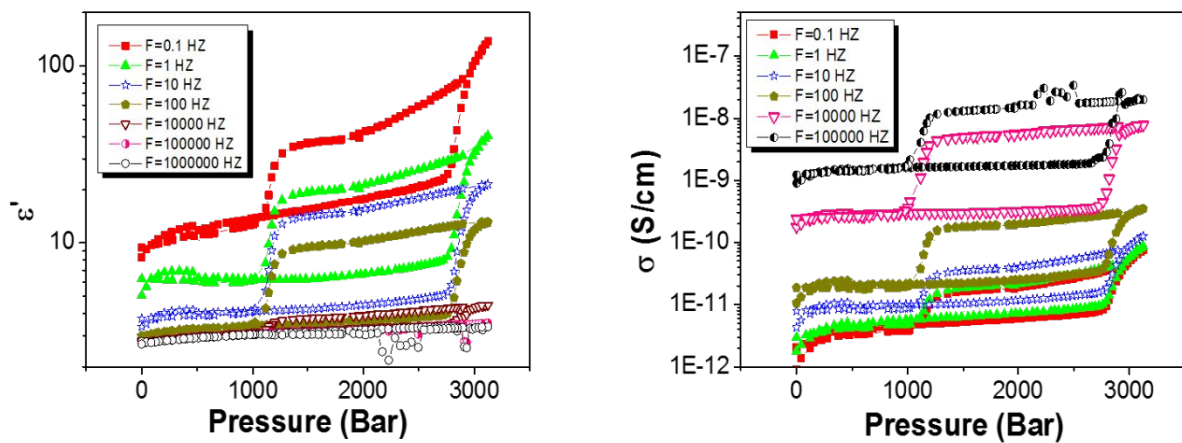 100
10
ε'
F=0.1 HZ
F=1 HZ
F=10 HZ
F=100 HZ
F=10000 HZ
F=100000 HZ
F=1000000 HZ
0 1000 2000 3000
Pressure (Bar)
1E-7
1E-8
1E-9
1E-10
1E-11
1E-12
σ (S/cm)
F=0.1 HZ
F=1 HZ
F=10 HZ
F=100 HZ
F=10000 HZ
F=100000 HZ
0 1000 2000 3000
Pressure (Bar)